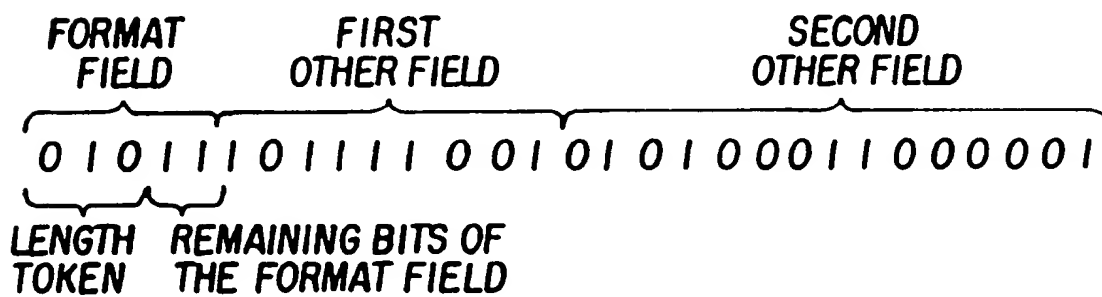 FORMAT FIRST SECOND
FIELD OTHER FIELD OTHER FIELD
0 1 0 1 1 1 0 1 1 1 1 0 0 1 0 1 0 1 0 0 0 1 1 0 0 0 0 0 1
LENGTH REMAINING BITS OF
TOKEN THE FORMAT FIELD